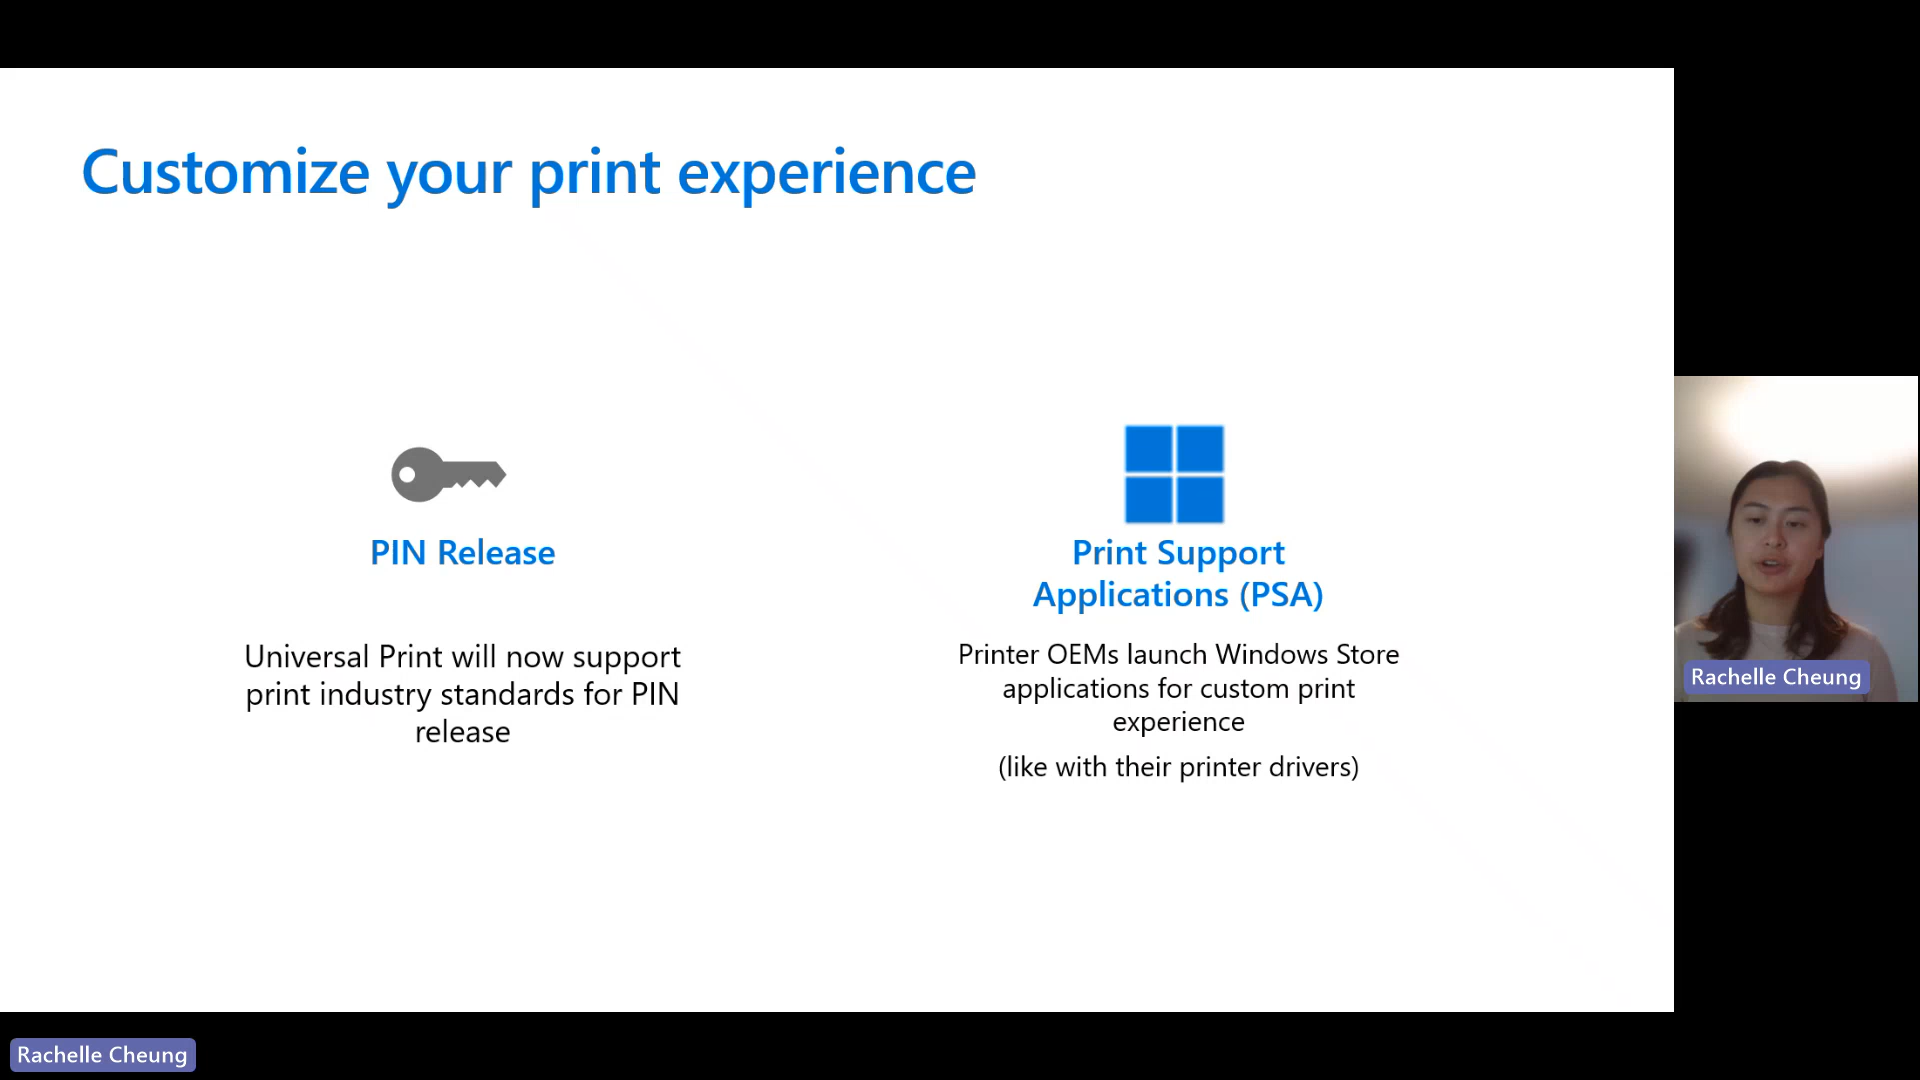 Customize your print experience
PIN Release
Universal Print will now support
print industry standards for PIN
release
Print Support
Applications (PSA)
Printer OEMs launch Windows Store
applications for custom print
experience
(like with their printer drivers)
Rachelle Cheung
Rachelle Cheung